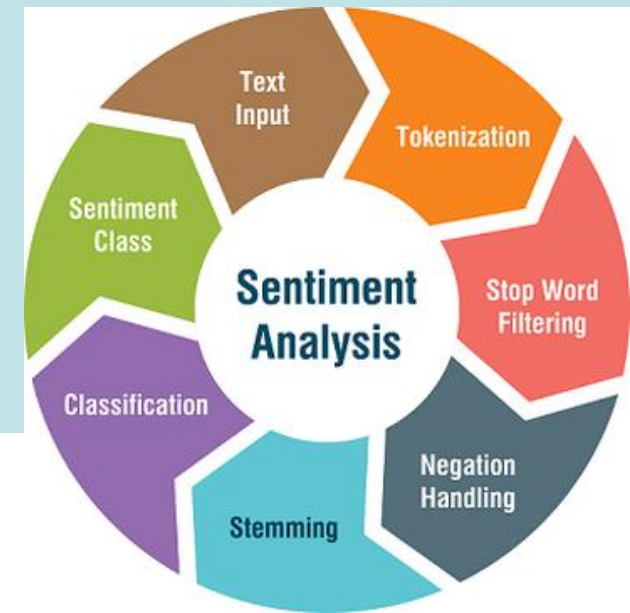 Text
Input
Tokenization
Stop Word
Filtering
Negation
Handling
Stemming
Classification
Sentiment
Class
Sentiment
Analysis